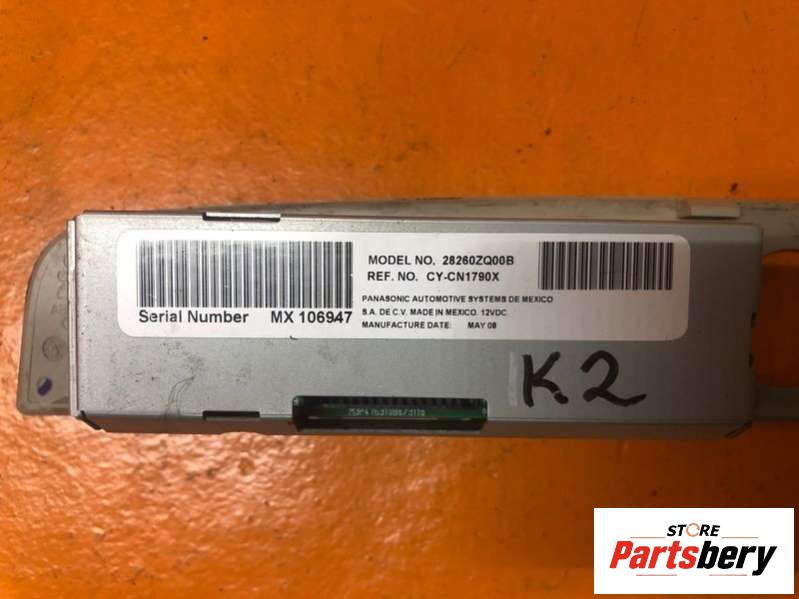 MODEL NO. 28260ZQ00B
REF. NO. CY-CN1790X
PANASONIC AUTOMOTIVE SYSTEMS DE MEXICO
S.A. DE C.V. MADE IN MEXICO. 12VDC
MANUFACTURE DATE: MAY 08
Serial Number MX 106947
K.2
STORE
Partsbery